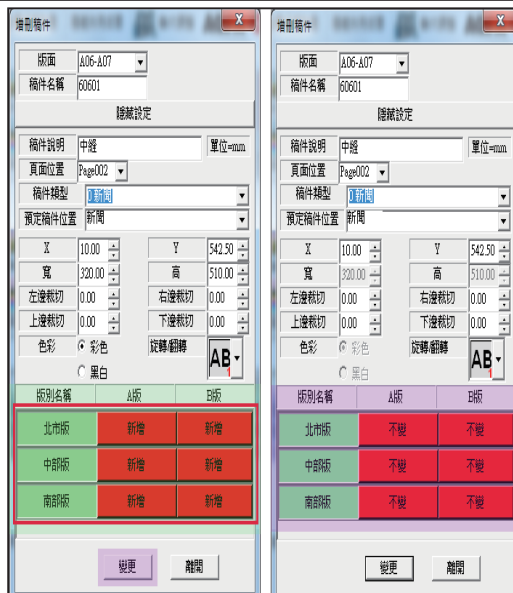 增刪稿件
X
版面 A06-A07
稿件名稱 60601
隱藏設定
稿件說明 中縫 單位=mm
頁面位置 Page002
稿件類型 0 新聞
預定稿件位置 新聞
X 10.00 Y 542.50
寬 320.00 高 510.00
左邊裁切 0.00 右邊裁切 0.00
上邊裁切 0.00 下邊裁切 0.00
色彩 彩色 旋轉/翻轉 AB 1
黑白
版別名稱 A版 B版
北市版 新增 新增
中部版 新增 新增
南部版 新增 新增
變更 離開
增刪稿件
X
版面 A06-A07
稿件名稱 60601
隱藏設定
稿件說明 中縫 單位=mm
頁面位置 Page002
稿件類型 0 新聞
預定稿件位置 新聞
X 10.00 Y 542.50
寬 320.00 高 510.00
左邊裁切 0.00 右邊裁切 0.00
上邊裁切 0.00 下邊裁切 0.00
色彩 彩色 旋轉/翻轉 AB 1
黑白
版別名稱 A版 B版
北市版 不變 不變
中部版 不變 不變
南部版 不變 不變
變更 離開